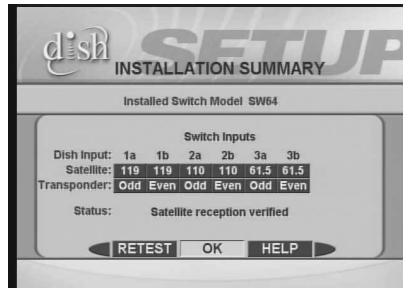 dish SETUP
INSTALLATION SUMMARY
Installed Switch Model SW64
Switch Inputs
Dish Input: 1a 1b 2a 2b 3a 3b
Satellite: 119 119 110 110 61.5 61.5
Transponder: Odd Even Odd Even Odd Even
Status: Satellite reception verified
RETEST OK HELP